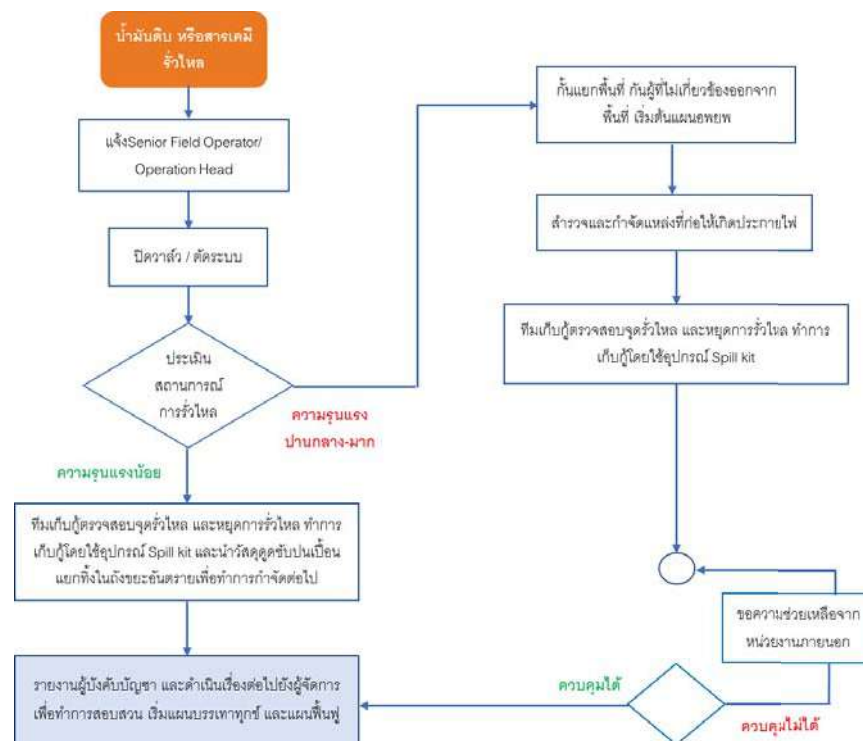 น้ำมันดิบ หรือสารเคมี
รั่วไหล
แจ้งSenior Field Operator/
Operation Head
ปิดวาล์ว / ตัดระบบ
ประเมิน
สถานการณ์
การรั่วไหล
ความรุนแรง
ปานกลาง-มาก
ความรุนแรงน้อย
ทีมเก็บกู้ตรวจสอบจุดรั่วไหล และหยุดการรั่วไหล ทำการ
เก็บกู้โดยใช้อุปกรณ์ Spill kit และนำวัสดุดูดซับปนเปื้อน
แยกทิ้งในถังขยะอันตรายเพื่อทำการกำจัดต่อไป
รายงานผู้บังคับบัญชา และดำเนินเรื่องต่อไปยังผู้จัดการ
เพื่อทำการสอบสวน เริ่มแผนบรรเทาทุกข์ และแผนฟื้นฟู
กั้นแยกพื้นที่ กันผู้ที่ไม่เกี่ยวข้องออกจาก
พื้นที่ เริ่มต้นแผนอพยพ
สำรวจและกำจัดแหล่งที่ก่อให้เกิดประกายไฟ
ทีมเก็บกู้ตรวจสอบจุดรั่วไหล และหยุดการรั่วไหล ทำการ
เก็บกู้โดยใช้อุปกรณ์ Spill kit
ขอความช่วยเหลือจาก
หน่วยงานภายนอก
ควบคุมได้
ควบคุมไม่ได้